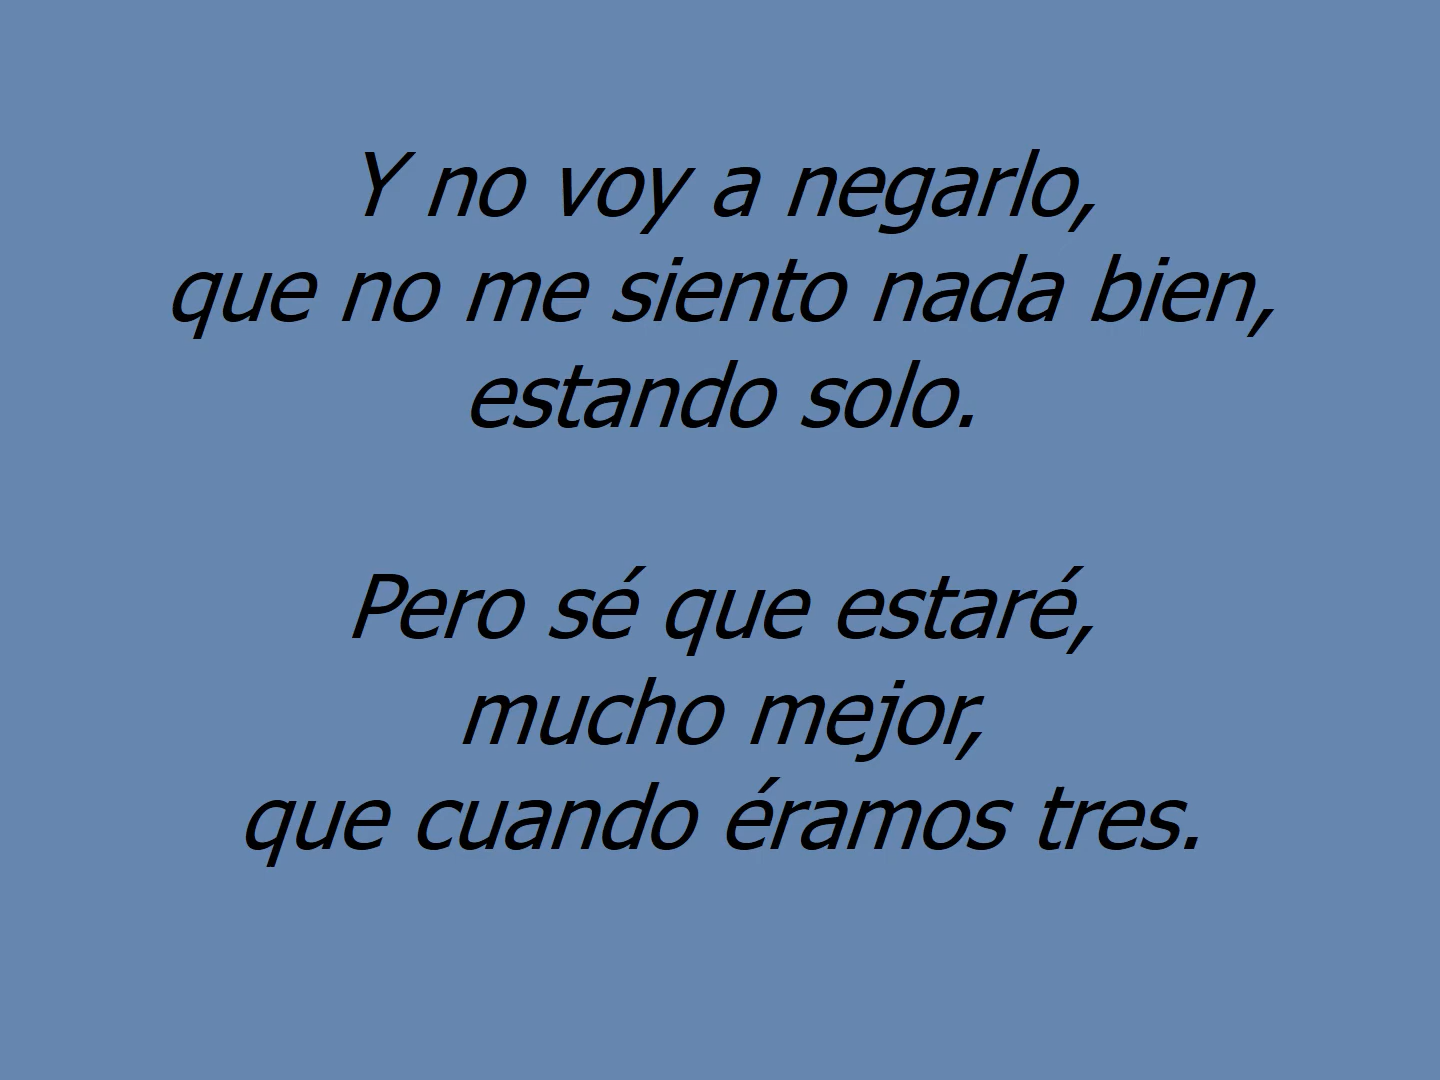 Y no voy a negarlo,
que no me siento nada bien,
estando solo.
Pero sé que estaré,
mucho mejor,
que cuando éramos tres.